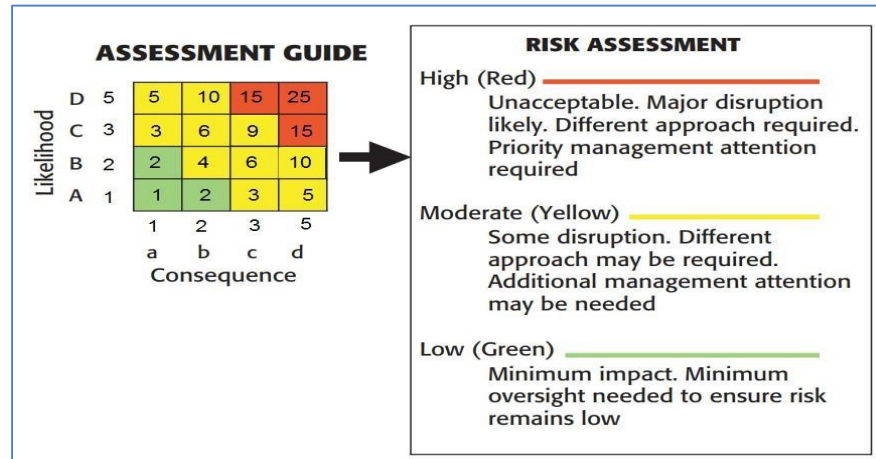 ASSESSMENT GUIDE
Likelihood
D 5 5 10 15 25
C 3 3 6 9 15
B 2 2 4 6 10
A 1 1 2 3 5
1 2 3 5
a b c d
Consequence
RISK ASSESSMENT
High (Red)
Unacceptable. Major disruption
likely. Different approach required.
Priority management attention
required
Moderate (Yellow)
Some disruption. Different
approach may be required.
Additional management attention
may be needed
Low (Green)
Minimum impact. Minimum
oversight needed to ensure risk
remains low